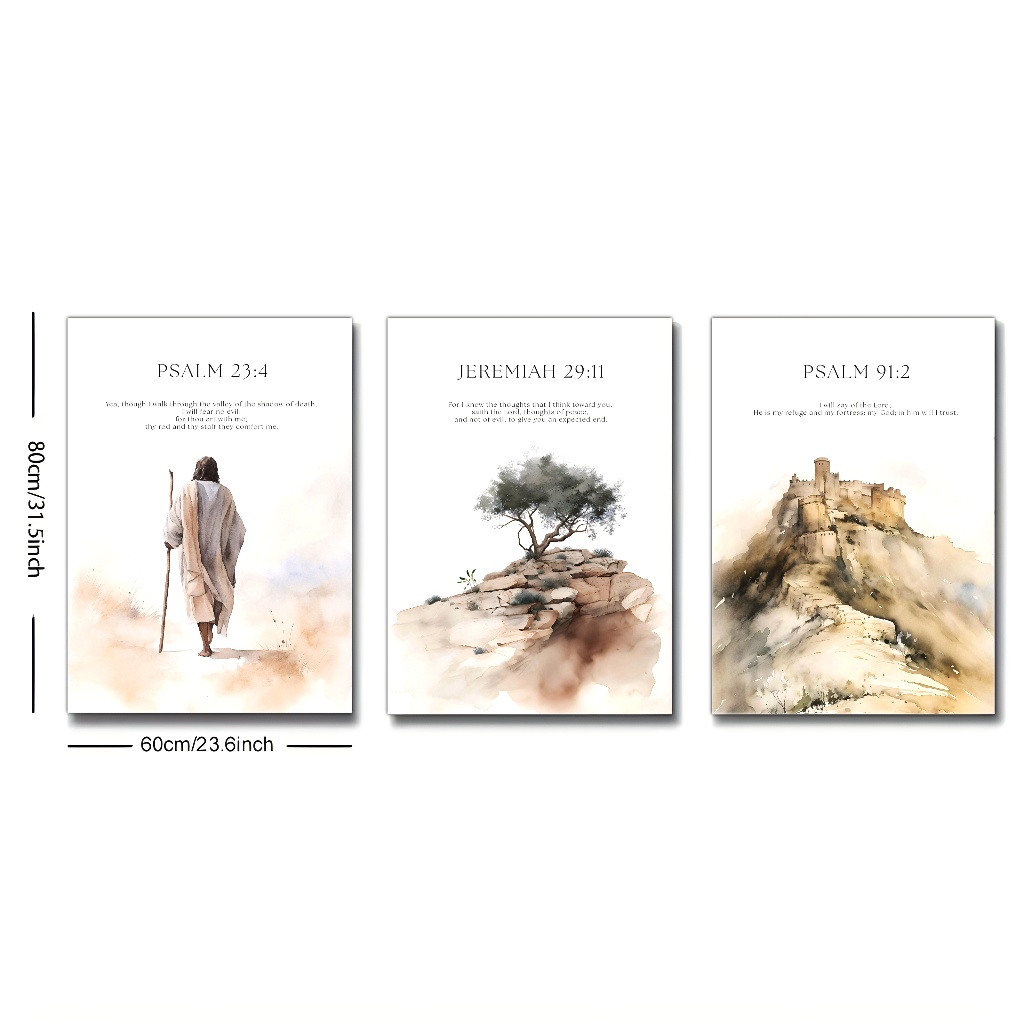 PSALM 23:4
Yea, though I walk through the valley of the shadow of death,
I will fear no evil:
for thou art with me;
thy rod and thy staff they comfort me.
JEREMIAH 29:11
For I know the thoughts that I think toward you,
saith the Lord, thoughts of peace,
and not of evil, to give you an expected end.
PSALM 91:2
I will say of the Lord,
He is my refuge and my fortress: my God; in him will I trust.
80cm/31.5inch
60cm/23.6inch